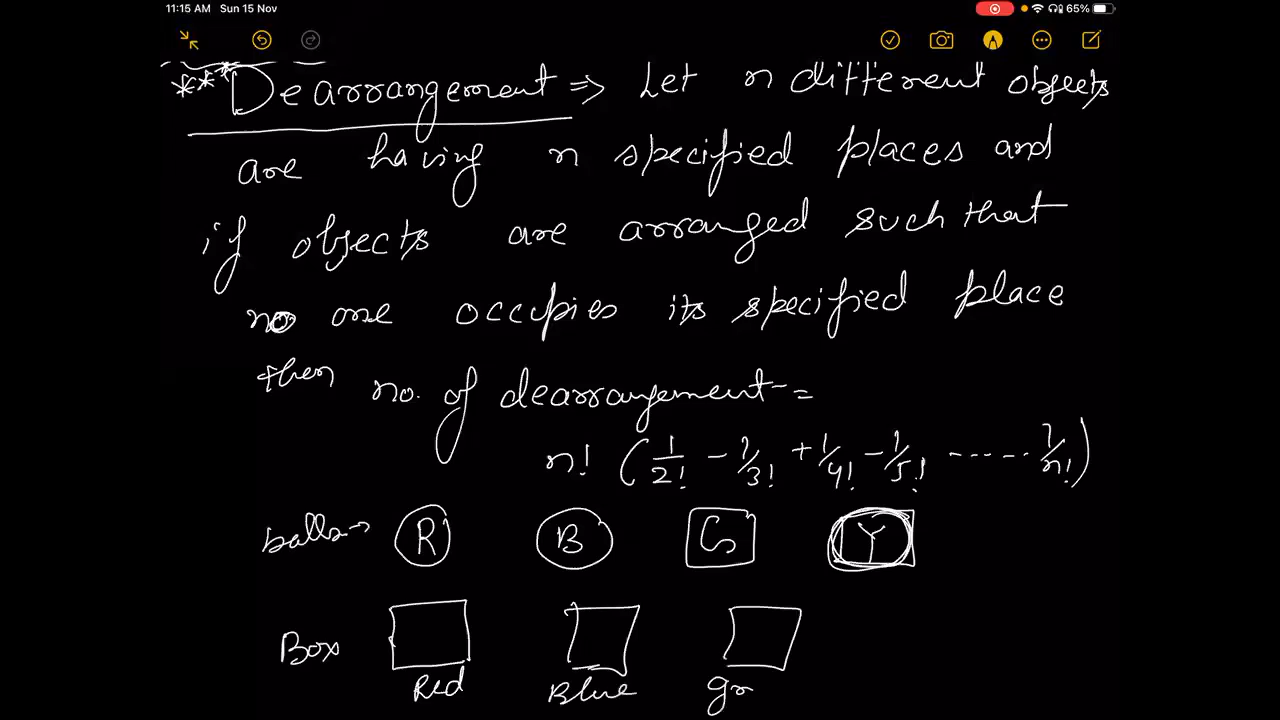 11:15 AM Sun 15 Nov 65%
*** Dearrangement ⇒ Let n different objects
are having n specified places and
if objects are arranged such that
no one occupies its specified place
then no. of dearrangement =
n! (1/2! - 1/3! + 1/4! - 1/5! ------ 1/n!)
balls → R B G Y
Box
Red Blue gr